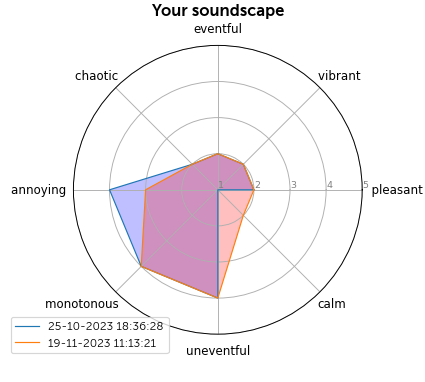 Your soundscape
eventful
chaotic
vibrant
annoying
1 2 3 4 5
pleasant
monotonous
calm
25-10-2023 18:36:28
19-11-2023 11:13:21
uneventful